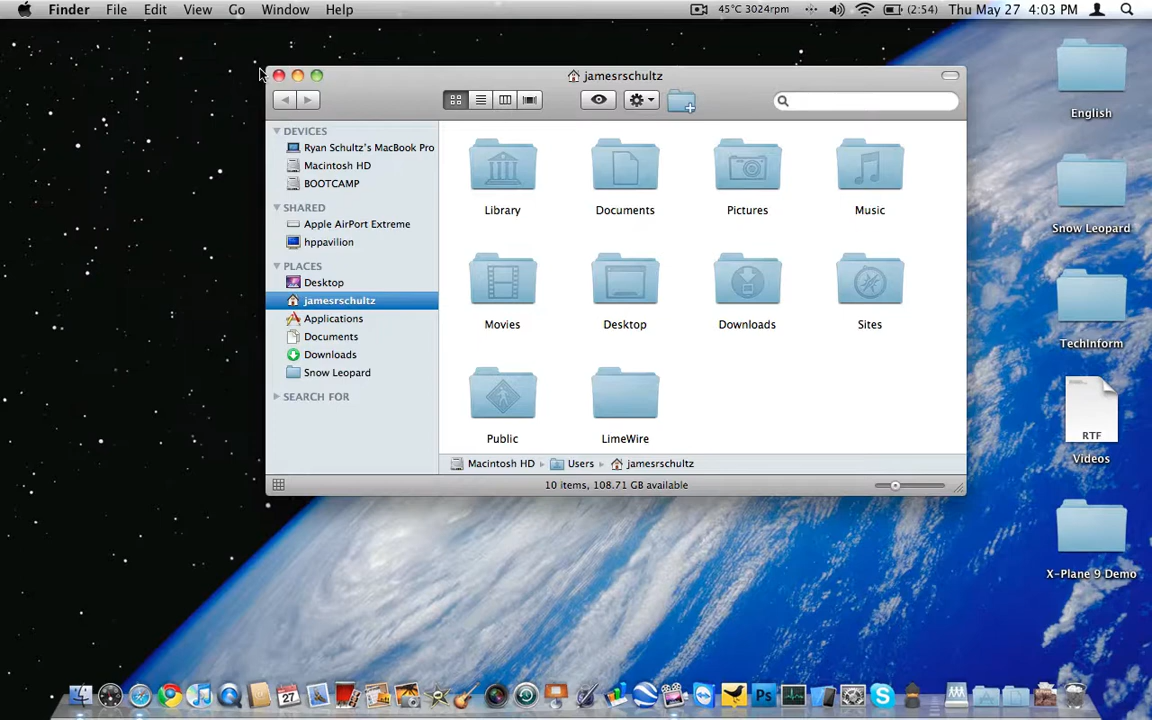 Finder File Edit View Go Window Help 45°C 3024rpm (2:54) Thu May 27 4:03 PM
jamesrschultz
DEVICES
Ryan Schultz's MacBook Pro
Macintosh HD
BOOTCAMP
SHARED
Apple AirPort Extreme
hppavilion
PLACES
Desktop
jamesrschultz
Applications
Documents
Downloads
Snow Leopard
SEARCH FOR
Library Documents Pictures Music
Movies Desktop Downloads Sites
Public LimeWire
Macintosh HD Users jamesrschultz
10 items, 108.71 GB available
English
Snow Leopard
TechInform
RTF
Videos
X-Plane 9 Demo
27
Ps